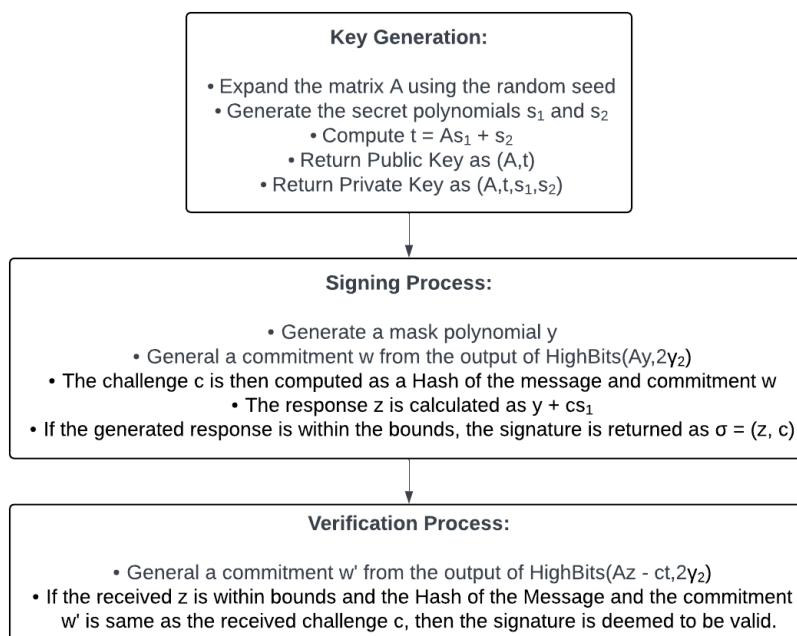 Key Generation:
• Expand the matrix A using the random seed
• Generate the secret polynomials s₁ and s₂
• Compute t = As₁ + s₂
• Return Public Key as (A,t)
• Return Private Key as (A,t,s₁,s₂)
Signing Process:
• Generate a mask polynomial y
• General a commitment w from the output of HighBits(Ay,2γ₂)
• The challenge c is then computed as a Hash of the message and commitment w
• The response z is calculated as y + cs₁
• If the generated response is within the bounds, the signature is returned as σ = (z, c)
Verification Process:
• General a commitment w' from the output of HighBits(Az - ct,2γ₂)
• If the received z is within bounds and the Hash of the Message and the commitment
w' is same as the received challenge c, then the signature is deemed to be valid.